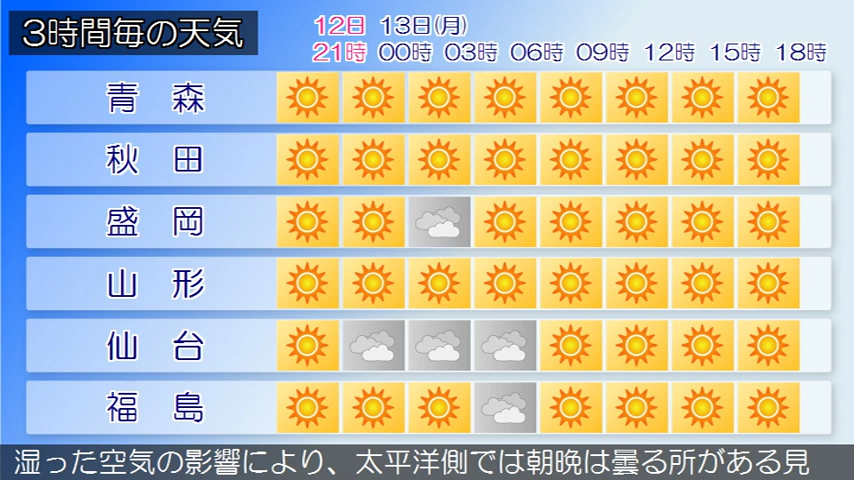 3時間毎の天気
12日 13日(月)
21時 00時 03時 06時 09時 12時 15時 18時
青森
秋田
盛岡
山形
仙台
福島
湿った空気の影響により、太平洋側では朝晩は曇る所がある見